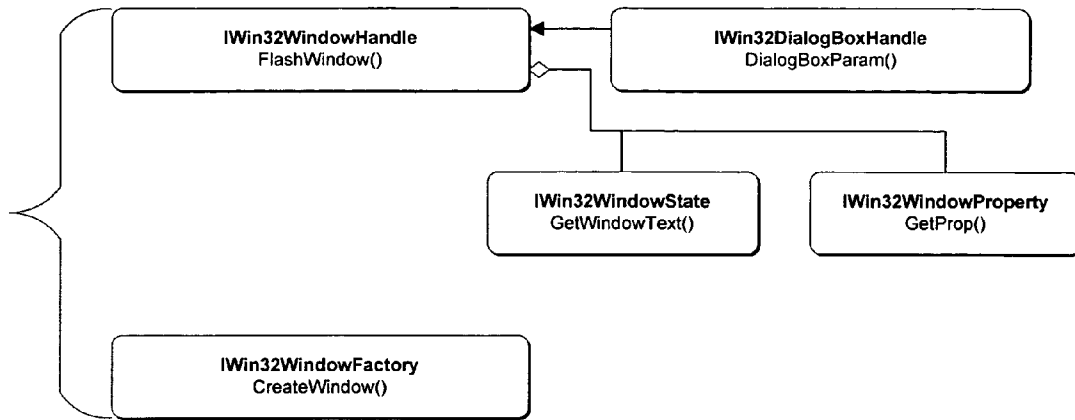 IWin32WindowHandle
FlashWindow()
IWin32DialogBoxHandle
DialogBoxParam()
IWin32WindowState
GetWindowText()
IWin32WindowProperty
GetProp()
IWin32WindowFactory
CreateWindow()